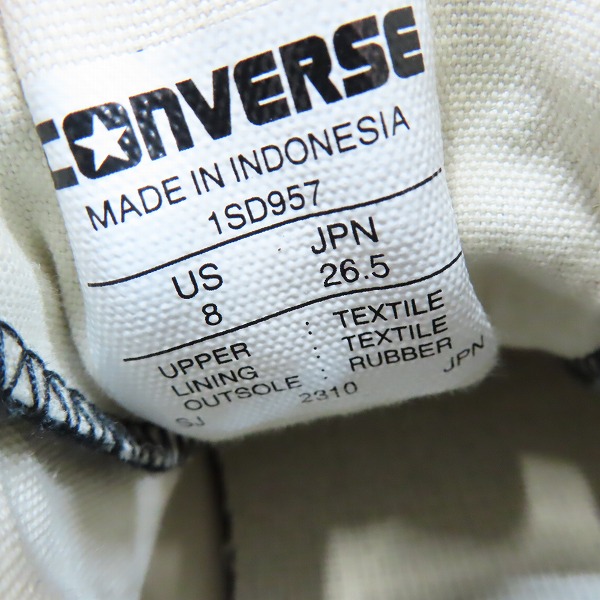 CONVERSE
MADE IN INDONESIA
1SD957
US JPN
8 26.5
UPPER : TEXTILE
LINING : TEXTILE
OUTSOLE : RUBBER
SJ 2310 JPN